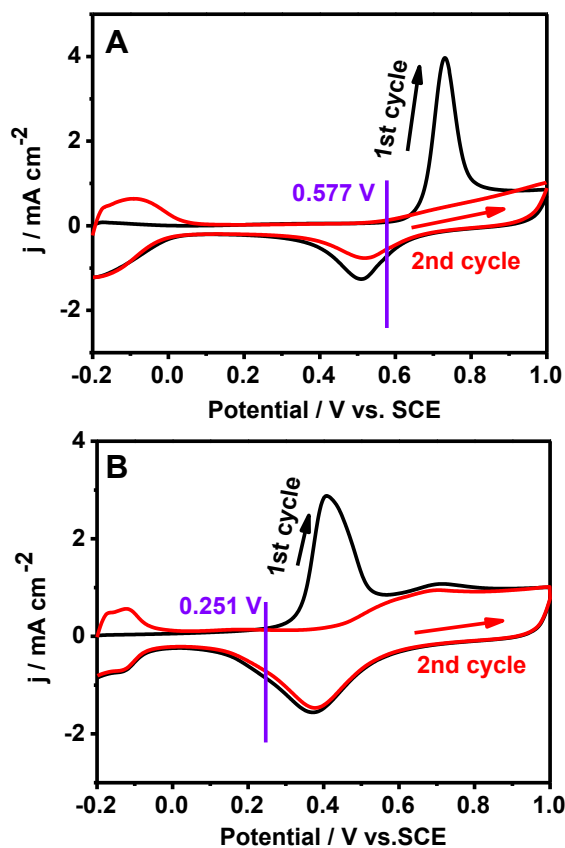 A
4
2
0
-2
j / mA cm-2
1st cycle
0.577 V
2nd cycle
-0.2 0.0 0.2 0.4 0.6 0.8 1.0
Potential / V vs. SCE
B
4
2
0
-2
j / mA cm-2
1st cycle
0.251 V
2nd cycle
-0.2 0.0 0.2 0.4 0.6 0.8 1.0
Potential / V vs.SCE